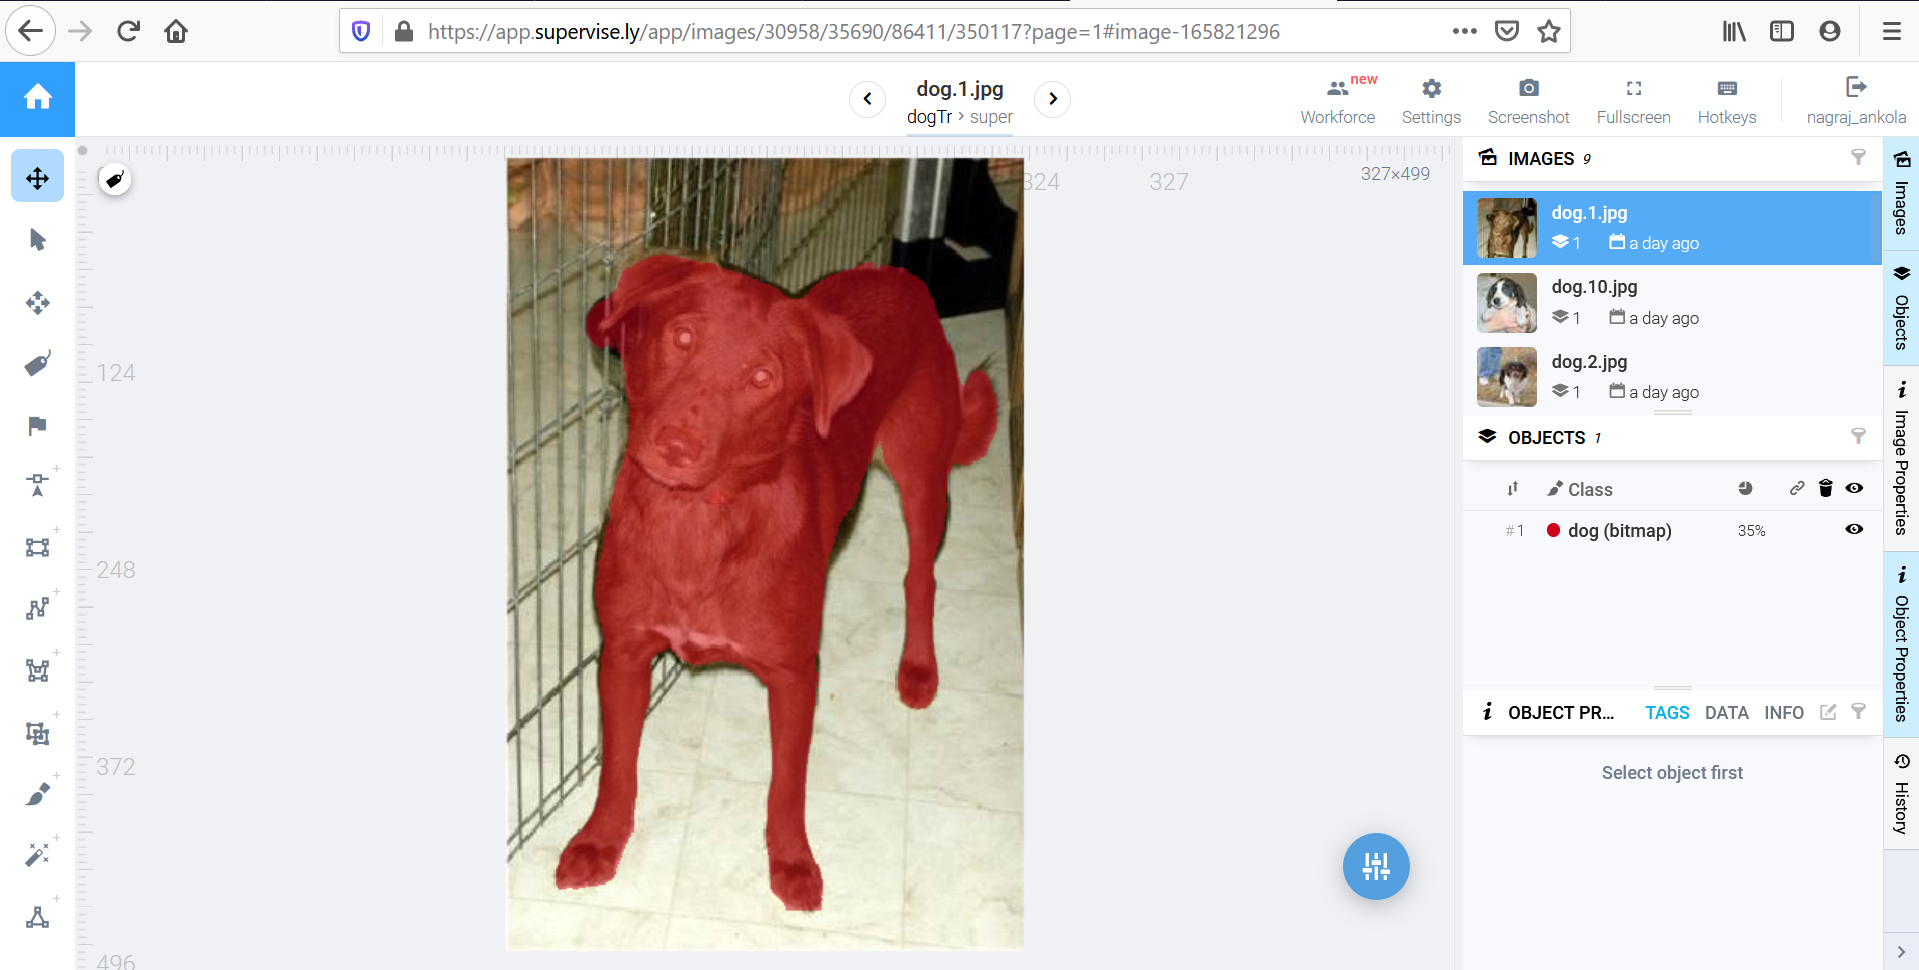 https://app.supervise.ly/app/images/30958/35690/86411/350117?page=1#image-165821296
dog.1.jpg
dogTr > super
Workforce new
Settings
Screenshot
Fullscreen
Hotkeys
nagraj_ankola
324
327
327×499
124
248
372
496
IMAGES 9
dog.1.jpg
1 a day ago
dog.10.jpg
1 a day ago
dog.2.jpg
1 a day ago
OBJECTS 1
Class
#1 dog (bitmap) 35%
OBJECT PR... TAGS DATA INFO
Select object first
Images
Objects
Image Properties
Object Properties
History